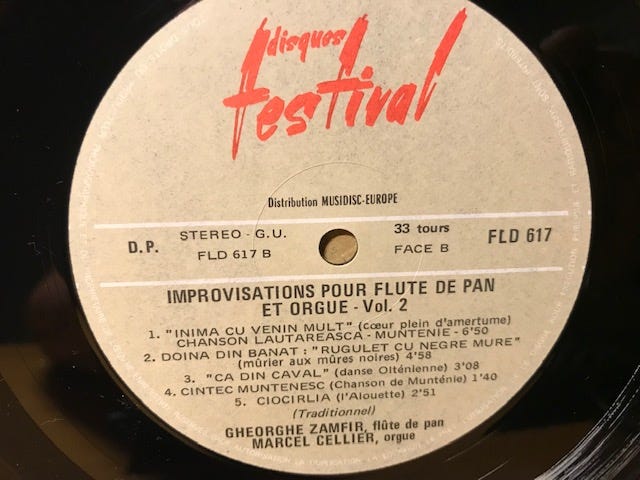 disques
festival
Distribution MUSIDISC-EUROPE
D.P. STEREO - G.U. 33 tours FLD 617
FLD 617 B FACE B
IMPROVISATIONS POUR FLUTE DE PAN
ET ORGUE - Vol. 2
1. "INIMA CU VENIN MULT" (cœur plein d'amertume)
CHANSON LAUTAREASCA - MUNTENIE - 6'50
2. DOINA DIN BANAT : "RUGULET CU NEGRE MURE"
(mûrier aux mûres noires) 4'58
3. "CA DIN CAVAL" (danse Olténienne) 3'08
4. CINTEC MUNTENESC (Chanson de Munténie) 1'40
5. CIOCIRLIA (l'Alouette) 2'51
(Traditionnel)
GHEORGHE ZAMFIR, flûte de pan
MARCEL CELLIER, orgue